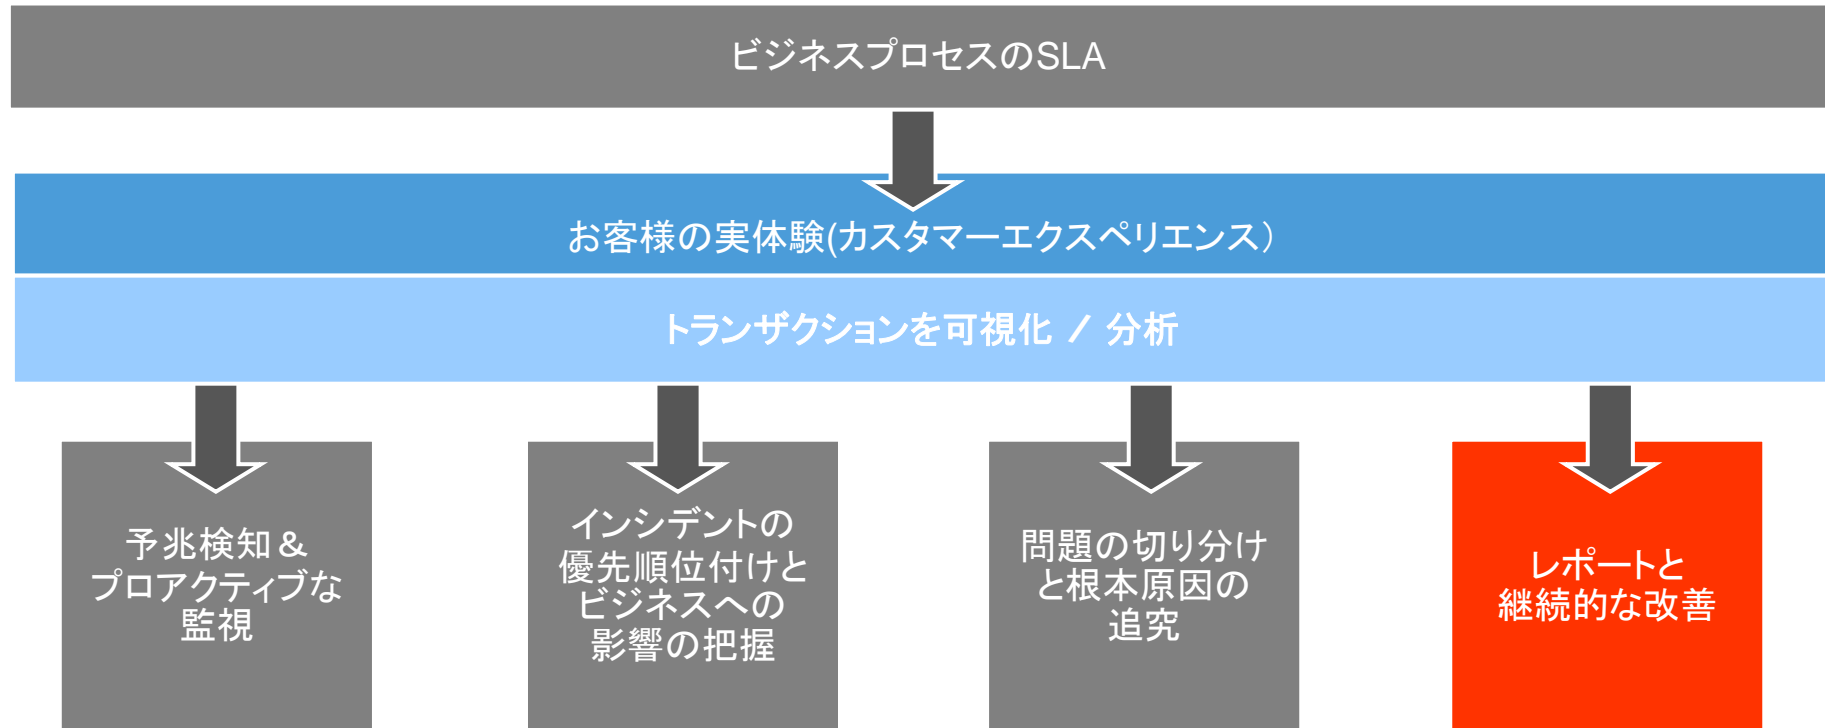 ビジネスプロセスのSLA
お客様の実体験(カスタマーエクスペリエンス）
トランザクションを可視化 / 分析
予兆検知＆
プロアクティブな
監視
インシデントの
優先順位付けと
ビジネスへの
影響の把握
問題の切り分け
と根本原因の
追究
レポートと
継続的な改善